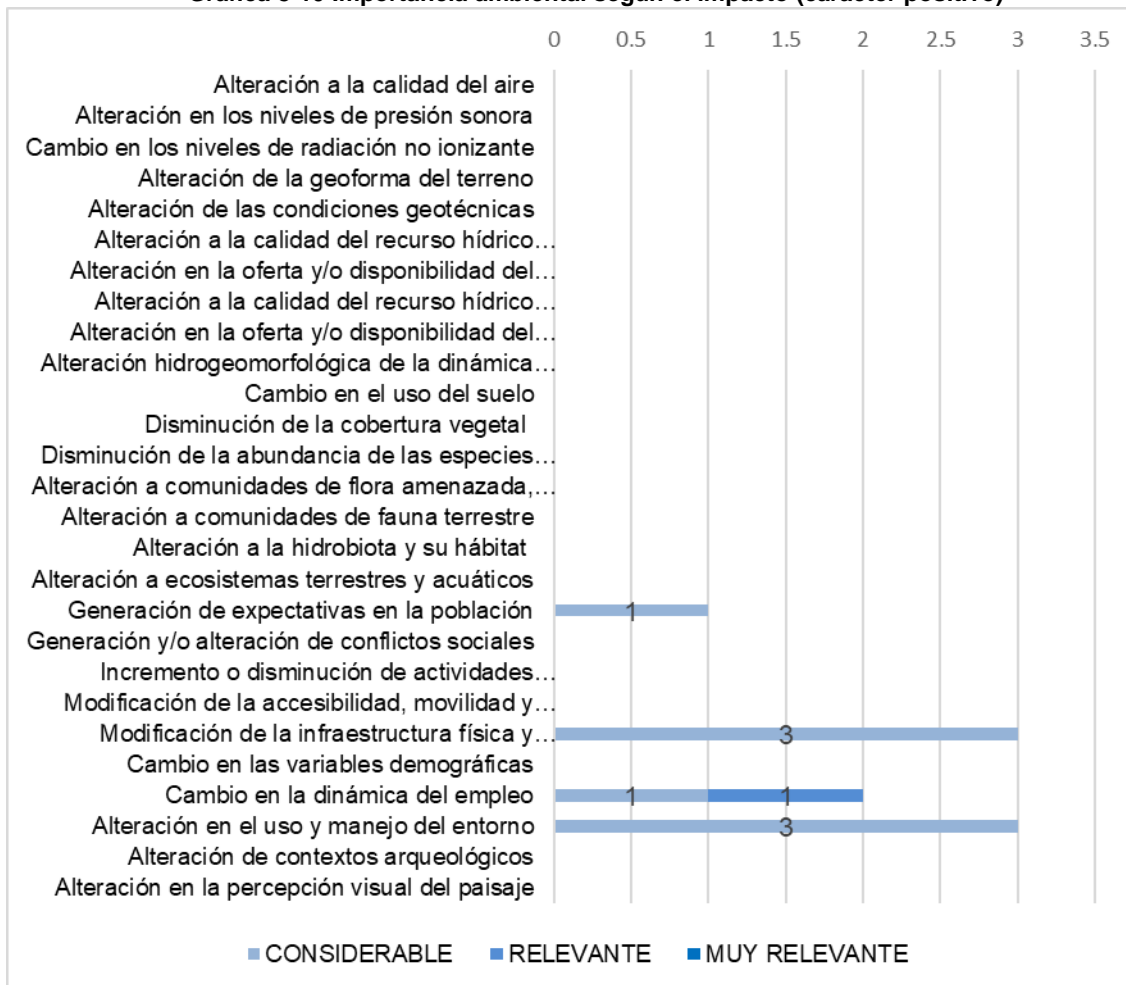 0 0.5 1 1.5 2 2.5 3 3.5
Alteración a la calidad del aire
Alteración en los niveles de presión sonora
Cambio en los niveles de radiación no ionizante
Alteración de la geoforma del terreno
Alteración de las condiciones geotécnicas
Alteración a la calidad del recurso hídrico…
Alteración en la oferta y/o disponibilidad del…
Alteración a la calidad del recurso hídrico…
Alteración en la oferta y/o disponibilidad del…
Alteración hidrogeomorfológica de la dinámica…
Cambio en el uso del suelo
Disminución de la cobertura vegetal
Disminución de la abundancia de las especies…
Alteración a comunidades de flora amenazada,…
Alteración a comunidades de fauna terrestre
Alteración a la hidrobiota y su hábitat
Alteración a ecosistemas terrestres y acuáticos
Generación de expectativas en la población 1
Generación y/o alteración de conflictos sociales
Incremento o disminución de actividades…
Modificación de la accesibilidad, movilidad y…
Modificación de la infraestructura física y… 3
Cambio en las variables demográficas
Cambio en la dinámica del empleo 1 1
Alteración en el uso y manejo del entorno 3
Alteración de contextos arqueológicos
Alteración en la percepción visual del paisaje
CONSIDERABLE RELEVANTE MUY RELEVANTE